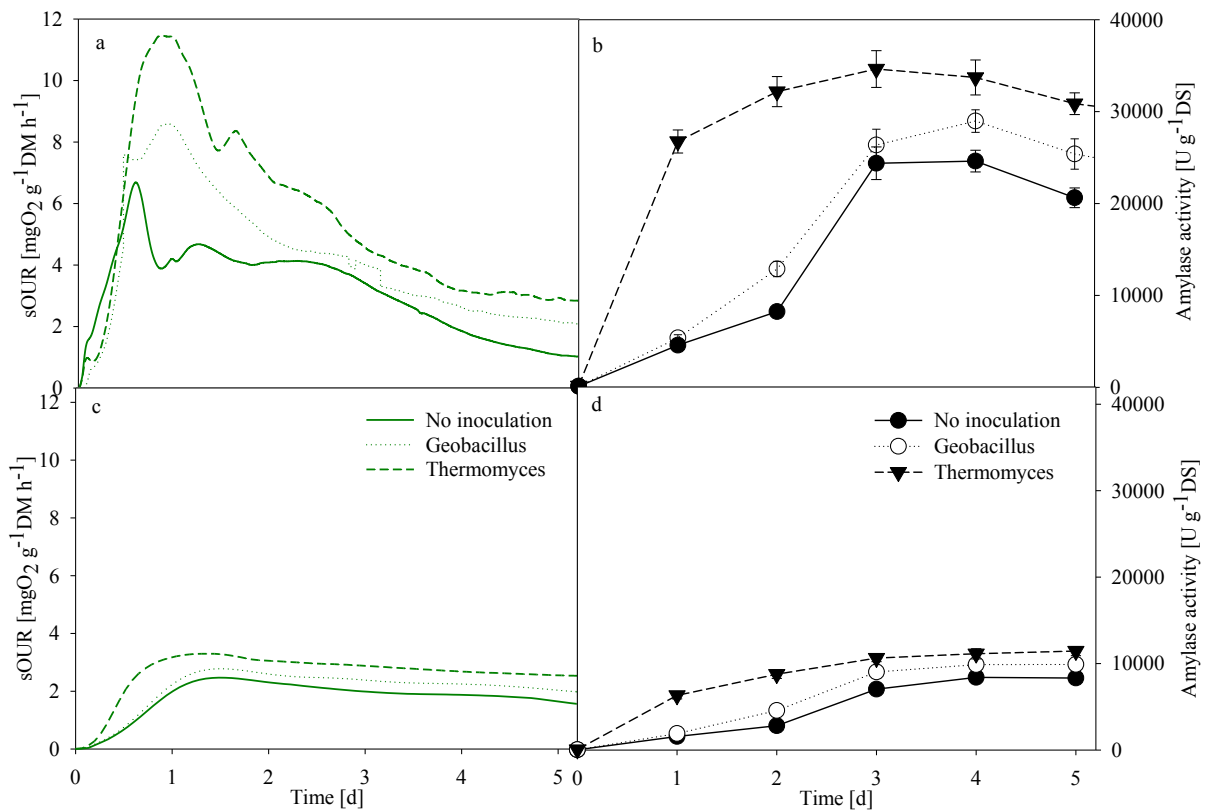 12
10
8
6
4
2
0
sOUR [mgO₂ g⁻¹DM h⁻¹]
a
0 1 2 3 4 5
b
40000
30000
20000
10000
0
Amylase activity [U g⁻¹DS]
12
10
8
6
4
2
0
sOUR [mgO₂ g⁻¹DM h⁻¹]
c
No inoculation
Geobacillus
Thermomyces
0 1 2 3 4 5
Time [d]
d
No inoculation
Geobacillus
Thermomyces
40000
30000
20000
10000
0
Amylase activity [U g⁻¹DS]
0 1 2 3 4 5
Time [d]